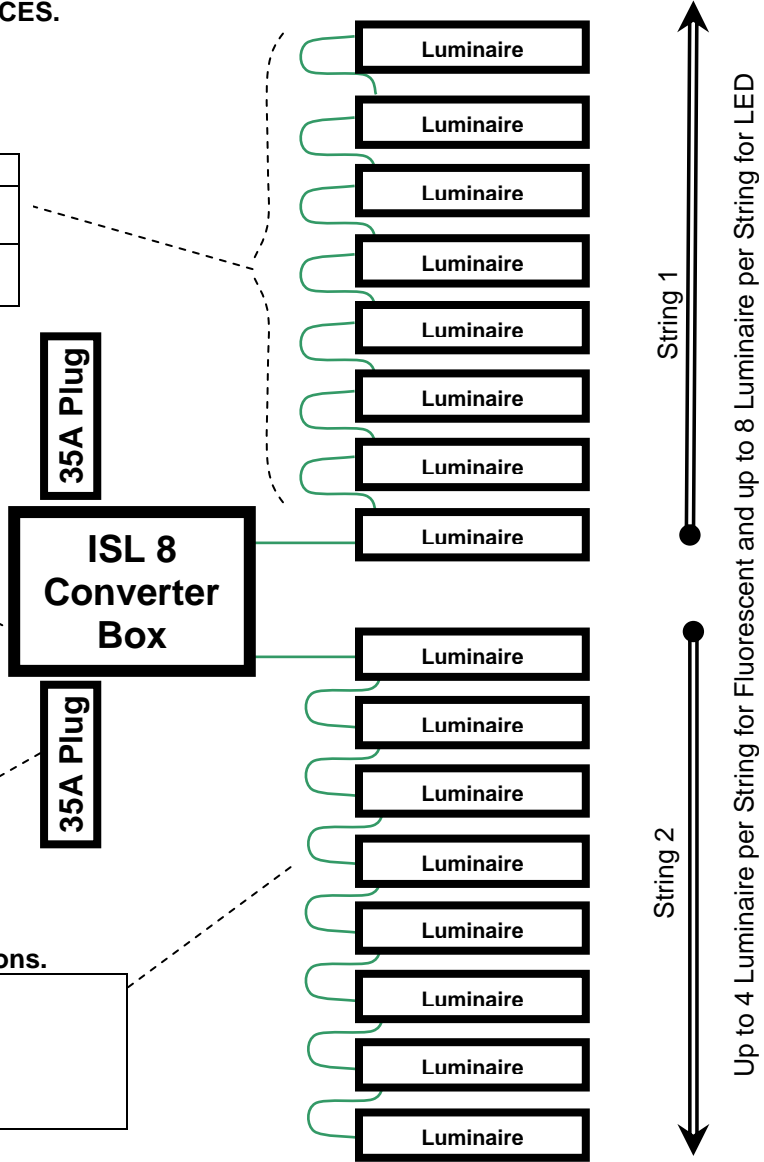 CES.
Luminaire
Luminaire
Luminaire
Luminaire
Luminaire
Luminaire
Luminaire
Luminaire
35A Plug
ISL 8
Converter
Box
35A Plug
Luminaire
Luminaire
Luminaire
Luminaire
Luminaire
Luminaire
Luminaire
Luminaire
ons.
String 1
String 2
Up to 4 Luminaire per String for Fluorescent and up to 8 Luminaire per String for LED